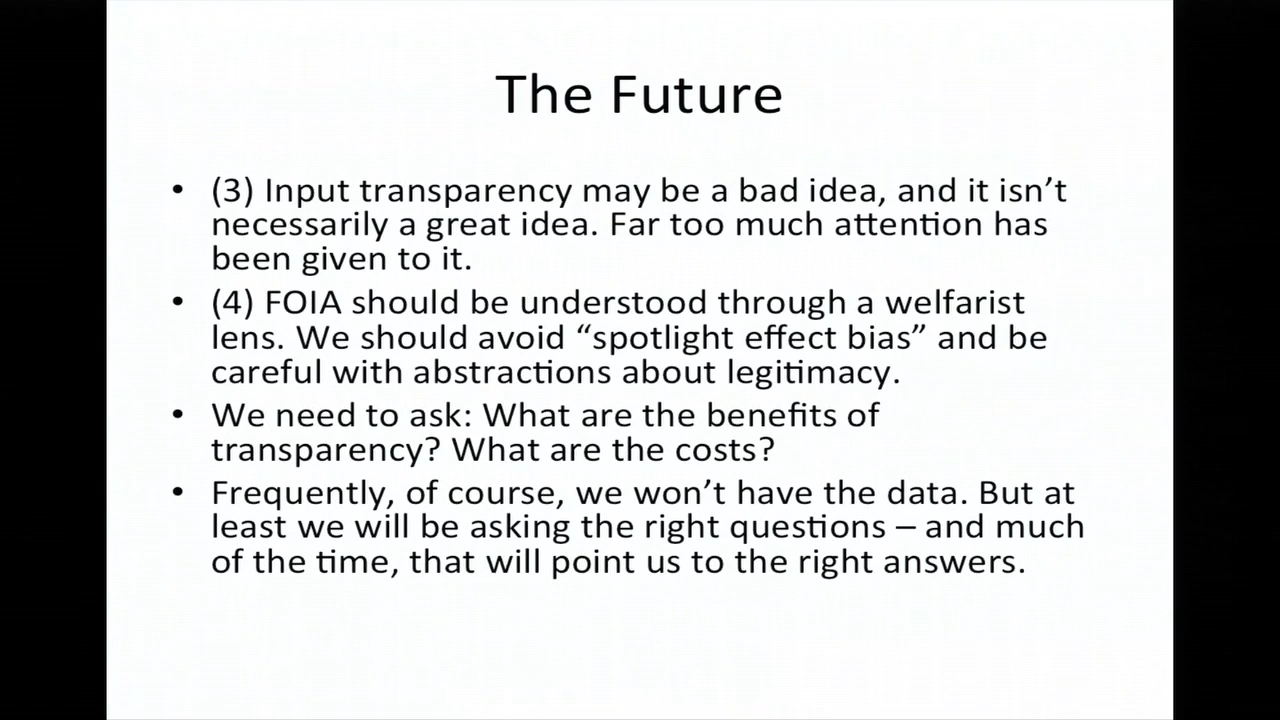 The Future
• (3) Input transparency may be a bad idea, and it isn’t
necessarily a great idea. Far too much attention has
been given to it.
• (4) FOIA should be understood through a welfarist
lens. We should avoid “spotlight effect bias” and be
careful with abstractions about legitimacy.
• We need to ask: What are the benefits of
transparency? What are the costs?
• Frequently, of course, we won’t have the data. But at
least we will be asking the right questions – and much
of the time, that will point us to the right answers.